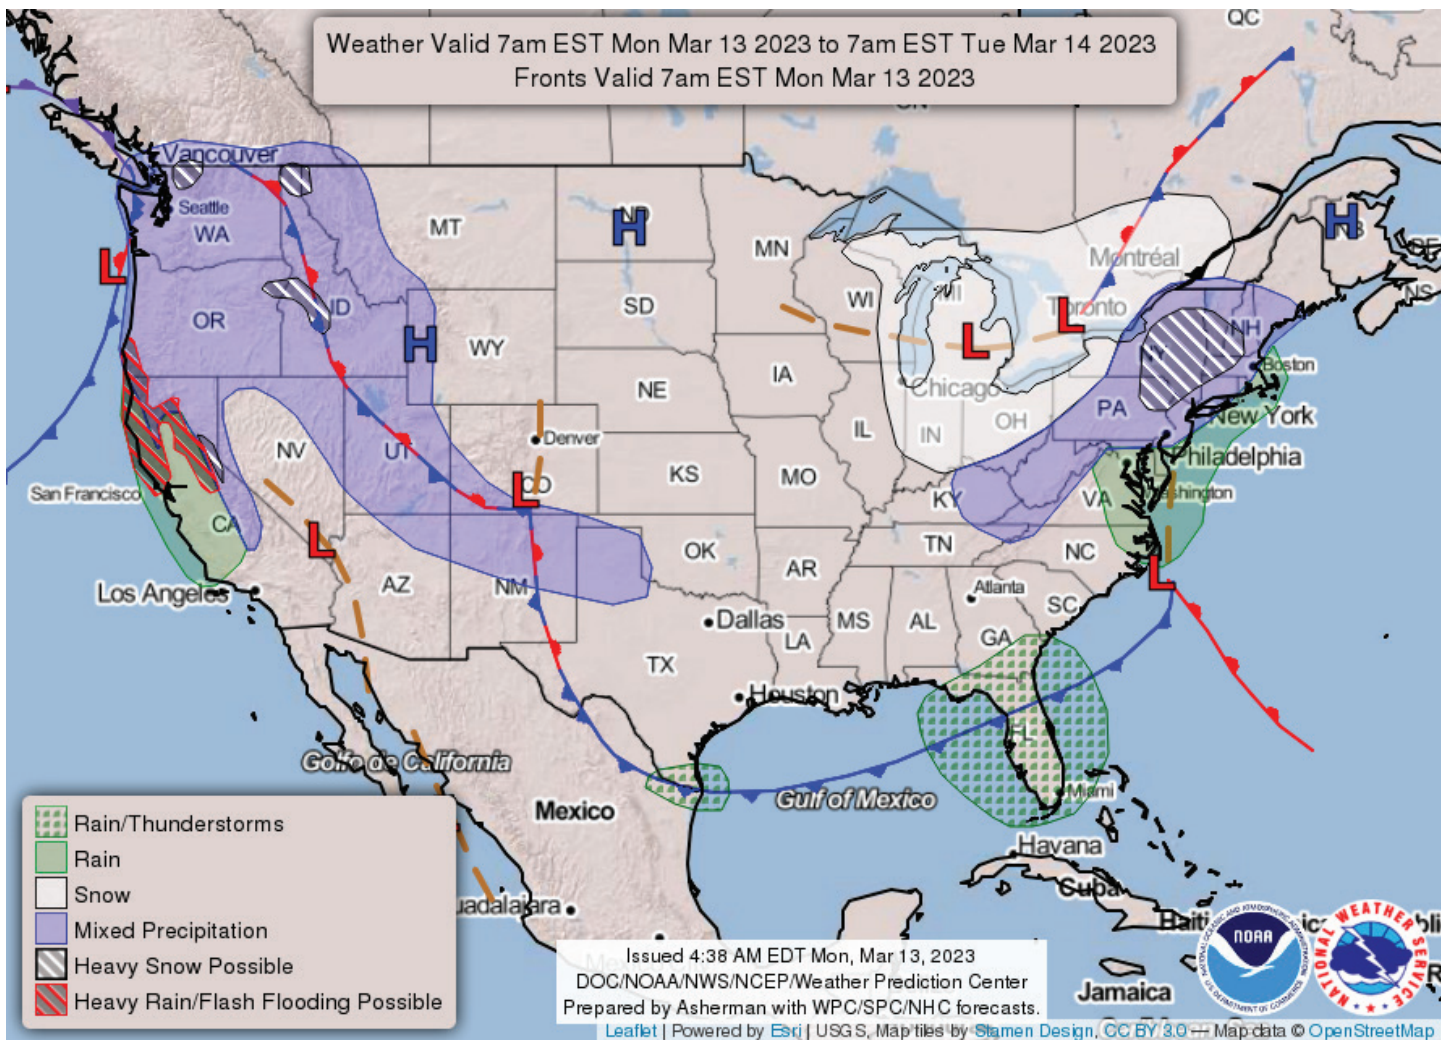 QC
Weather Valid 7am EST Mon Mar 13 2023 to 7am EST Tue Mar 14 2023
Fronts Valid 7am EST Mon Mar 13 2023
Vancouver
Seattle
WA
MT
H
MN
H
L
Montréal
NS
OR
ID
SD
WI
MI
Toronto
L
NH
H
WY
L
IA
NE
Chicago
Boston
PA
New York
NV
UT
Denver
IL
IN
OH
Philadelphia
San Francisco
L
CO
KS
MO
KY
VA
Washington
CA
L
OK
TN
NC
Los Angeles
AZ
NM
AR
Atlanta
L
SC
Dallas
LA
MS
AL
GA
TX
Houston
FL
Golfo de California
Miami
Mexico
Gulf of Mexico
Havana
Cuba
Haiti
Jamaica
Rain/Thunderstorms
Rain
Snow
Mixed Precipitation
Heavy Snow Possible
Heavy Rain/Flash Flooding Possible
Issued 4:38 AM EDT Mon, Mar 13, 2023
DOC/NOAA/NWS/NCEP/Weather Prediction Center
Prepared by Asherman with WPC/SPC/NHC forecasts.
NOAA
NATIONAL WEATHER SERVICE
Leaflet | Powered by Esri | USGS, Map tiles by Stamen Design, CC BY 3.0 — Map data © OpenStreetMap